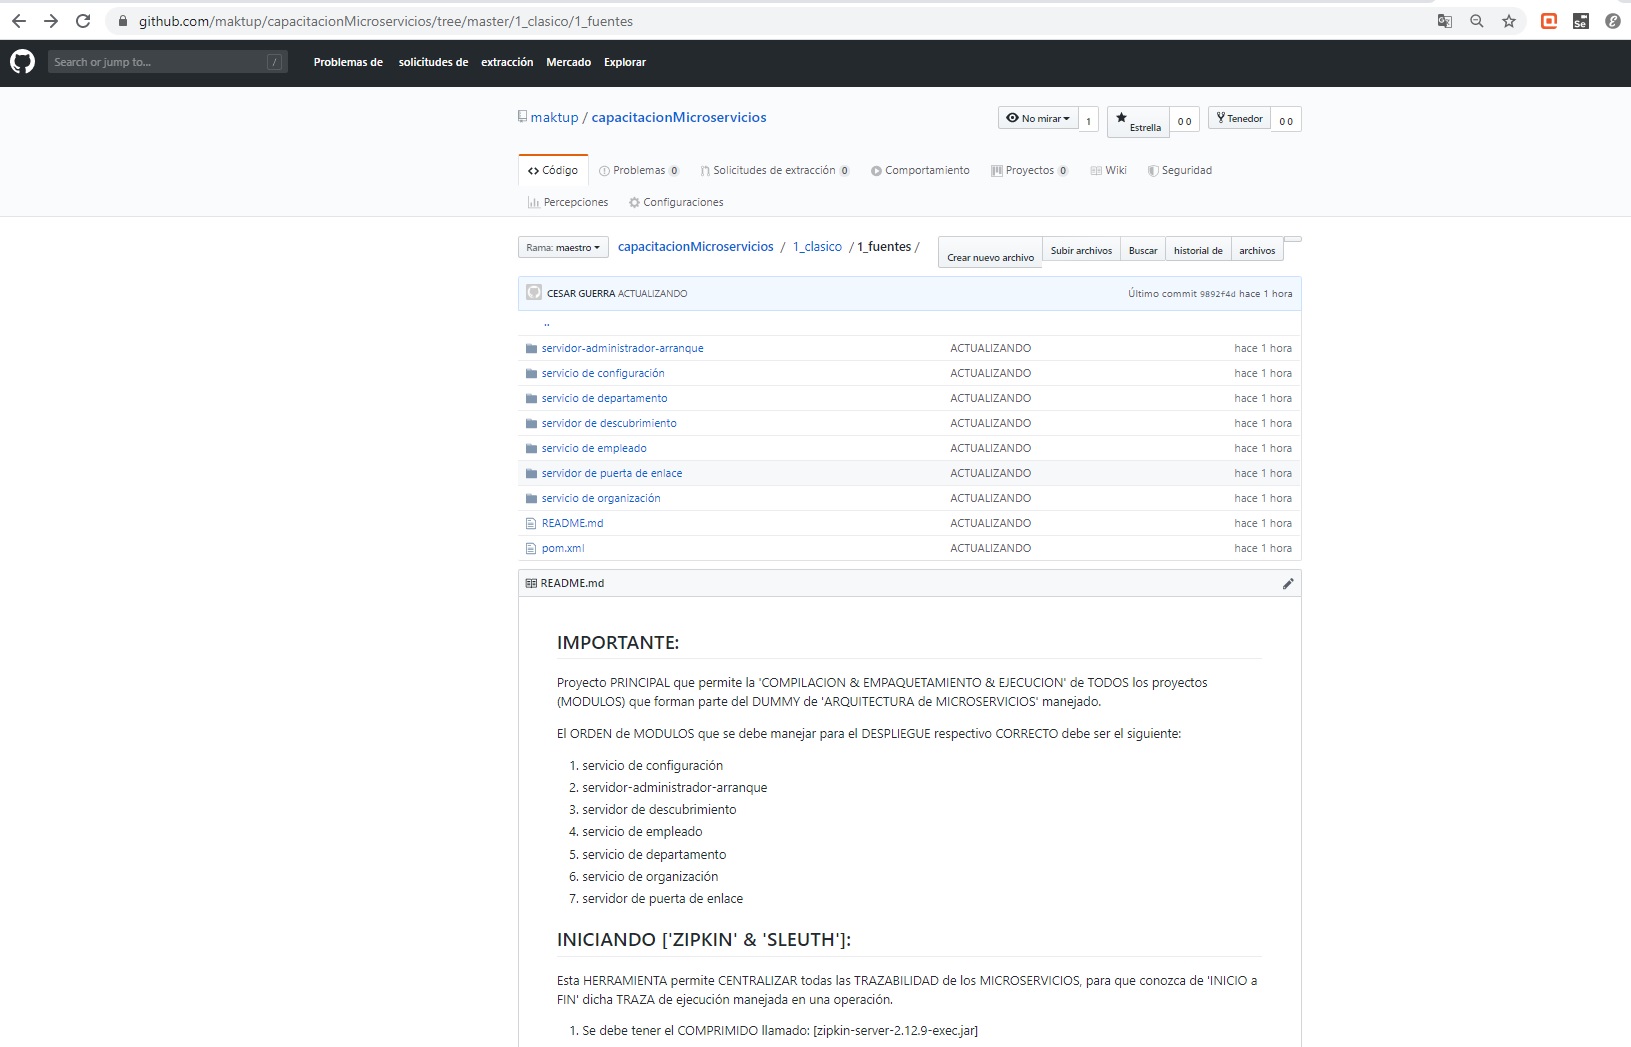 github.com/maktup/capacitacionMicroservicios/tree/master/1_clasico/1_fuentes
Search or jump to... / Problemas de solicitudes de extracción Mercado Explorar
maktup / capacitacionMicroservicios No mirar 1 Estrella 0 0 Tenedor 0 0
Código Problemas 0 Solicitudes de extracción 0 Comportamiento Proyectos 0 Wiki Seguridad
Percepciones Configuraciones
Rama: maestro capacitacionMicroservicios / 1_clasico / 1_fuentes / Crear nuevo archivo Subir archivos Buscar historial de archivos
CESAR GUERRA ACTUALIZANDO Último commit 9892f4d hace 1 hora
..
servidor-administrador-arranque ACTUALIZANDO hace 1 hora
servicio de configuración ACTUALIZANDO hace 1 hora
servicio de departamento ACTUALIZANDO hace 1 hora
servidor de descubrimiento ACTUALIZANDO hace 1 hora
servicio de empleado ACTUALIZANDO hace 1 hora
servidor de puerta de enlace ACTUALIZANDO hace 1 hora
servicio de organización ACTUALIZANDO hace 1 hora
README.md ACTUALIZANDO hace 1 hora
pom.xml ACTUALIZANDO hace 1 hora
README.md
IMPORTANTE:
Proyecto PRINCIPAL que permite la 'COMPILACION & EMPAQUETAMIENTO & EJECUCION' de TODOS los proyectos
(MODULOS) que forman parte del DUMMY de 'ARQUITECTURA de MICROSERVICIOS' manejado.
El ORDEN de MODULOS que se debe manejar para el DESPLIEGUE respectivo CORRECTO debe ser el siguiente:
1. servicio de configuración
2. servidor-administrador-arranque
3. servidor de descubrimiento
4. servicio de empleado
5. servicio de departamento
6. servicio de organización
7. servidor de puerta de enlace
INICIANDO ['ZIPKIN' & 'SLEUTH']:
Esta HERRAMIENTA permite CENTRALIZAR todas las TRAZABILIDAD de los MICROSERVICIOS, para que conozca de 'INICIO a
FIN' dicha TRAZA de ejecución manejada en una operación.
1. Se debe tener el COMPRIMIDO llamado: [zipkin-server-2.12.9-exec.jar]